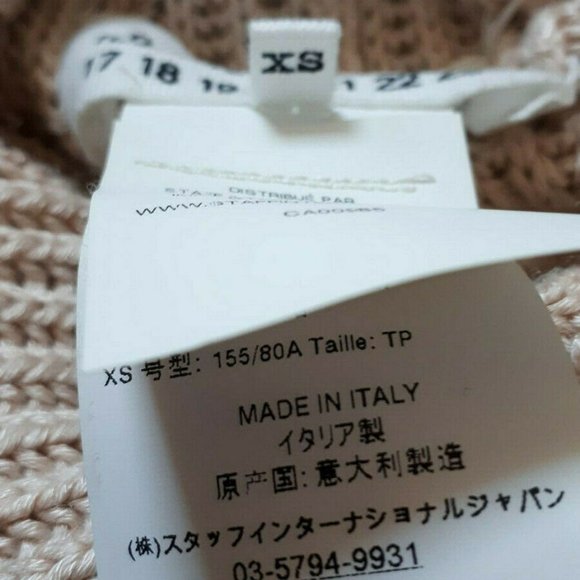 17 18 19
XS
22
DISTRIBUÉ PAR
XS 号型: 155/80A Taille: TP
MADE IN ITALY
イタリア製
原产国: 意大利製造
(株)スタッフインターナショナルジャパン
03-5794-9931